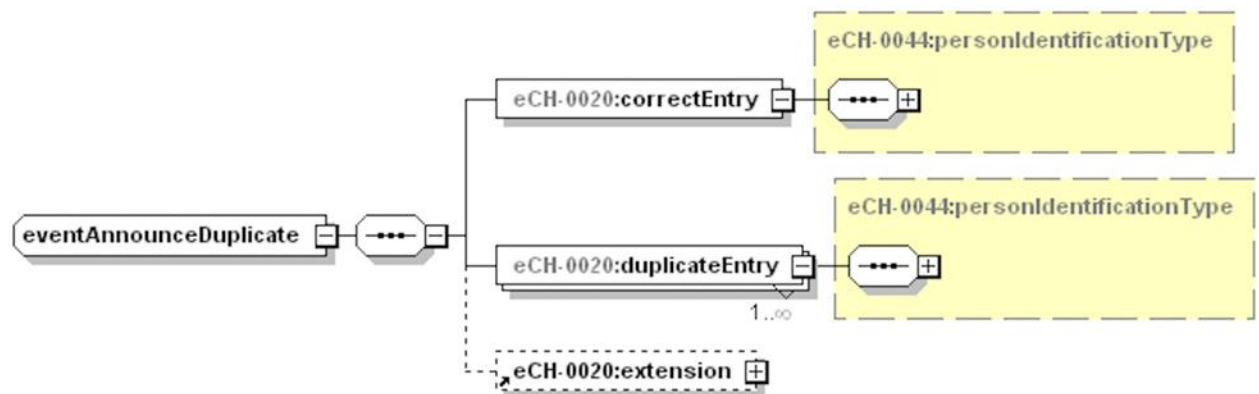 eCH-0044:personIdentificationType
eCH-0020:correctEntry
eCH-0044:personIdentificationType
eventAnnounceDuplicate
eCH-0020:duplicateEntry
1..∞
eCH-0020:extension